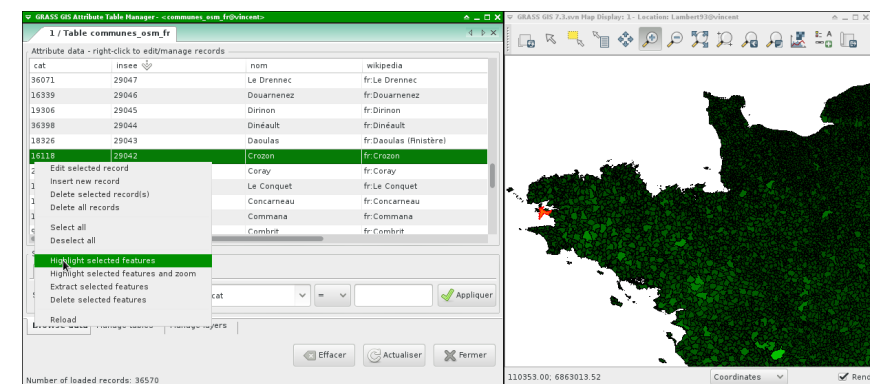 GRASS GIS Attribute Table Manager - <communes_osm_fr@vincent>
1 / Table communes_osm_fr
Attribute data - right-click to edit/manage records
cat insee nom wikipedia
36071 29047 Le Drennec fr:Le Drennec
16339 29046 Douarnenez fr:Douarnenez
19306 29045 Dirinon fr:Dirinon
36398 29044 Dinéault fr:Dinéault
18326 29043 Daoulas fr:Daoulas (Finistère)
16118 29042 Crozon fr:Crozon
Coray fr:Coray
Le Conquet fr:Le Conquet
Concarneau fr:Concarneau
Commana fr:Commana
Combrit fr:Combrit
Edit selected record
Insert new record
Delete selected record(s)
Delete all records
Select all
Deselect all
Highlight selected features
Highlight selected features and zoom
Extract selected features
Delete selected features
Reload
cat = Appliquer
Browse data Manage tables Manage layers
Effacer Actualiser Fermer
Number of loaded records: 36570
GRASS GIS 7.3.svn Map Display: 1 - Location: Lambert93@vincent
110353.00; 6863013.52 Coordinates Rend